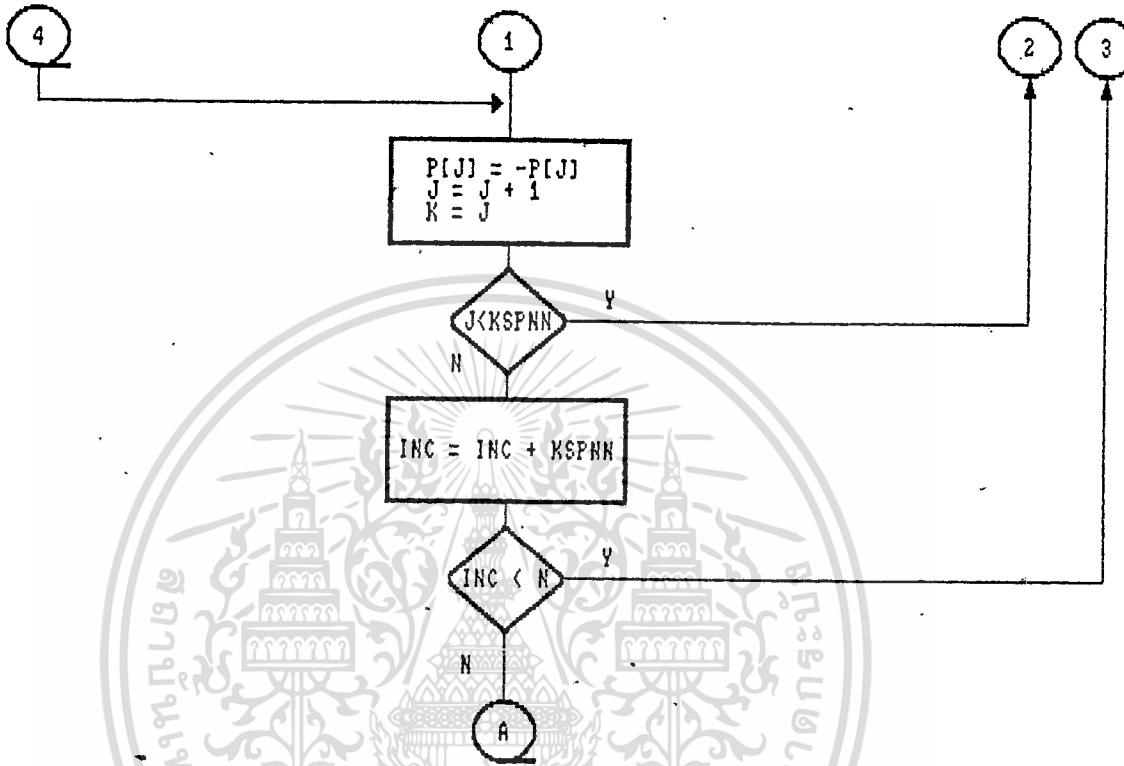 4
1
2
3
P[J] = -P[J]
J = J + 1
K = J
J<KSPNN
Y
N
INC = INC + KSPNN
INC < N
Y
N
A